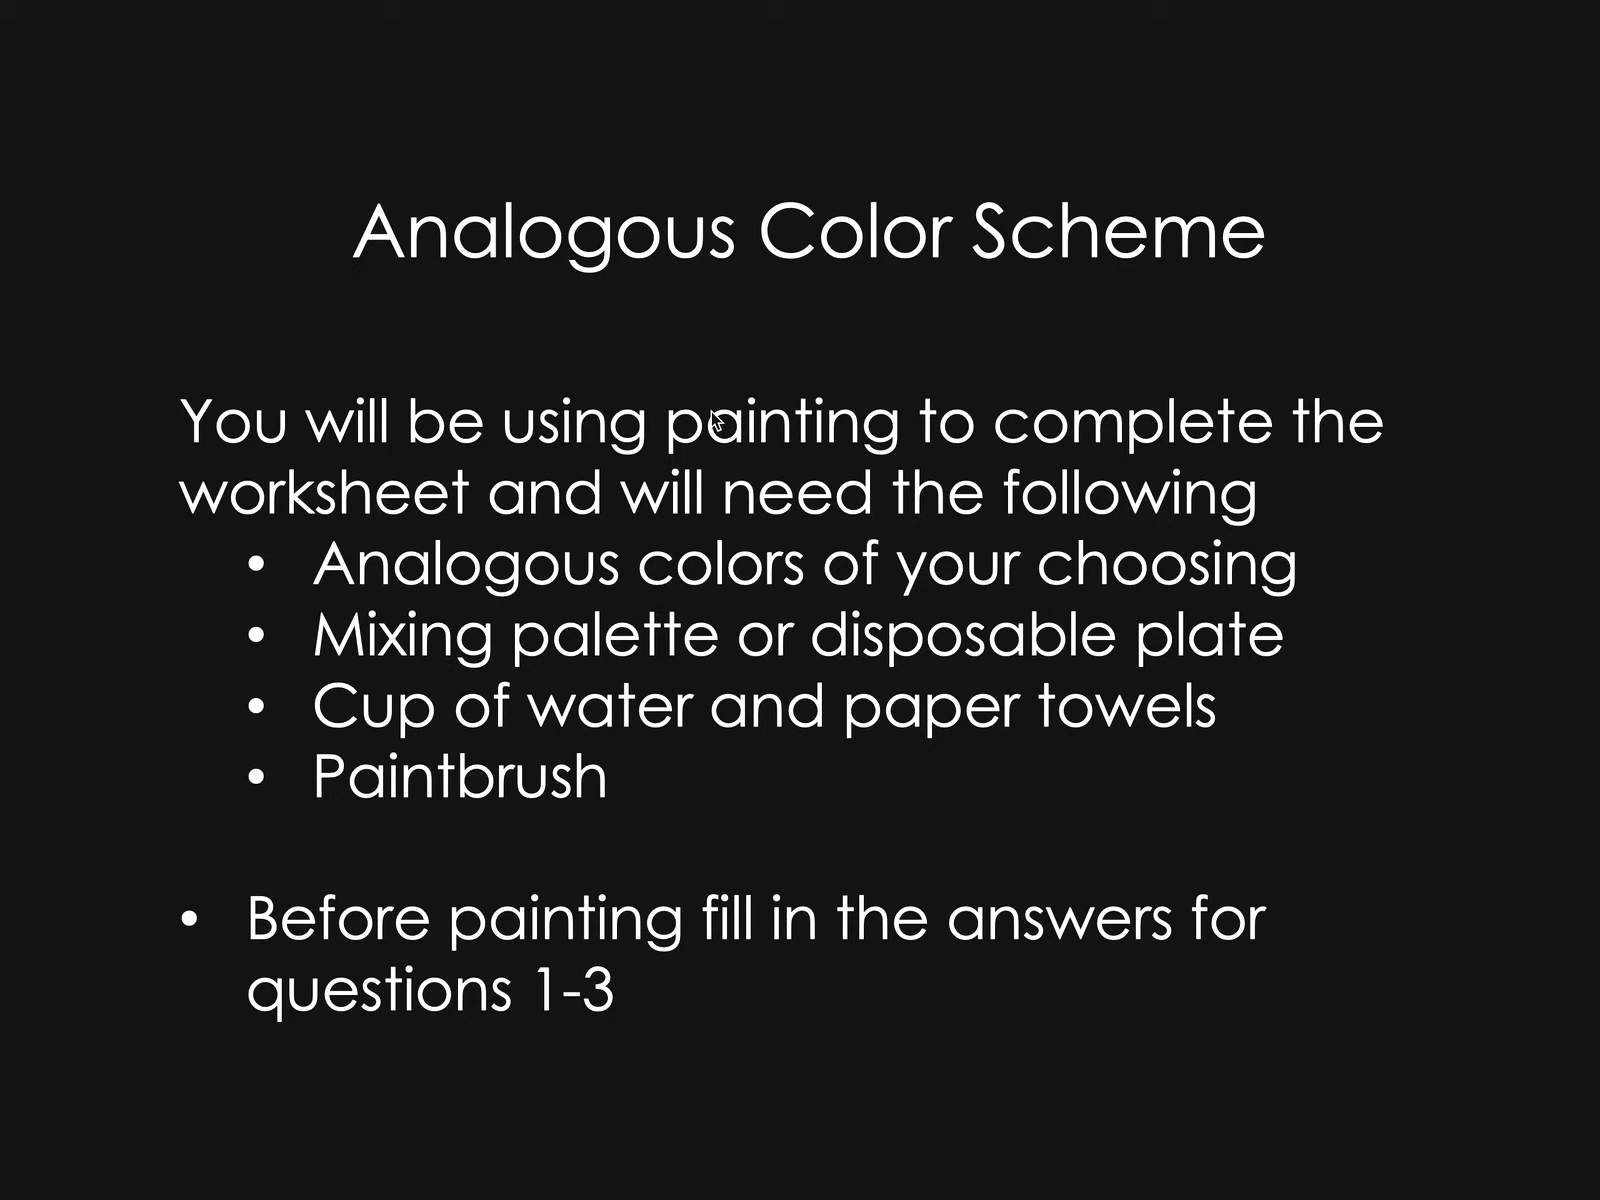 Analogous Color Scheme
You will be using painting to complete the
worksheet and will need the following
• Analogous colors of your choosing
• Mixing palette or disposable plate
• Cup of water and paper towels
• Paintbrush
• Before painting fill in the answers for
questions 1-3